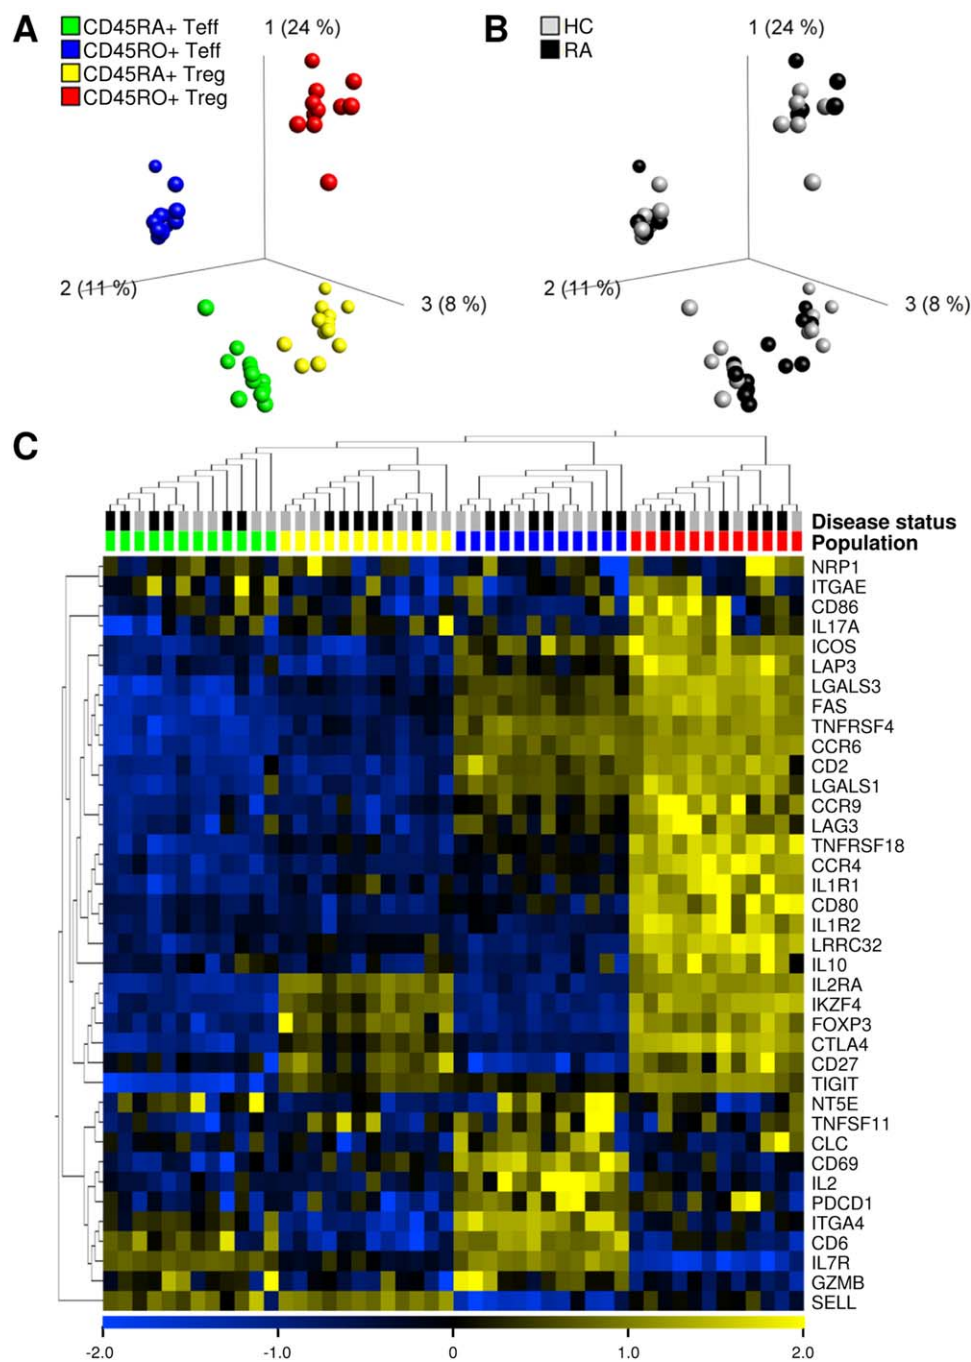 A
CD45RA+ Teff
CD45RO+ Teff
CD45RA+ Treg
CD45RO+ Treg
1 (24 %)
2 (11 %)
3 (8 %)
B
HC
RA
1 (24 %)
2 (11 %)
3 (8 %)
C
Disease status
Population
NRP1
ITGAE
CD86
IL17A
ICOS
LAP3
LGALS3
FAS
TNFRSF4
CCR6
CD2
LGALS1
CCR9
LAG3
TNFRSF18
CCR4
IL1R1
CD80
IL1R2
LRRC32
IL10
IL2RA
IKZF4
FOXP3
CTLA4
CD27
TIGIT
NT5E
TNFSF11
CLC
CD69
IL2
PDCD1
ITGA4
CD6
IL7R
GZMB
SELL
-2.0 -1.0 0 1.0 2.0